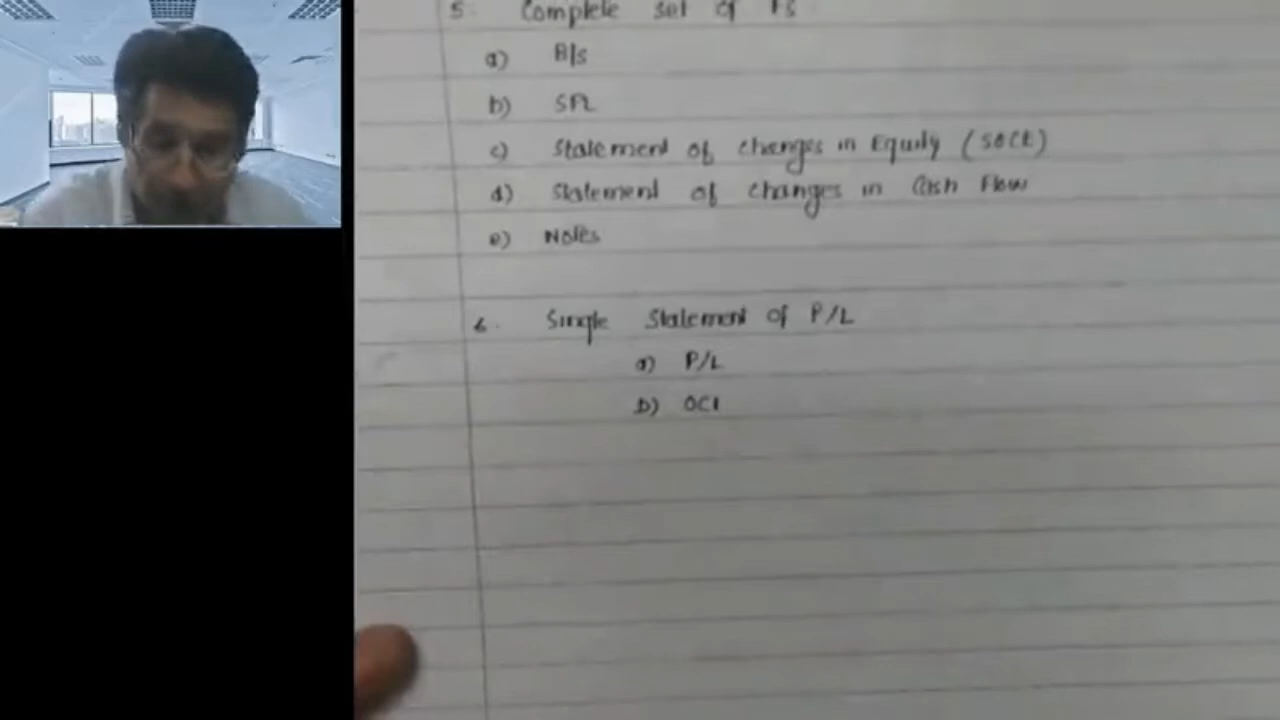 5. Complete set of FS
a) B/s
b) SPL
c) Statement of changes in Equity (SOCE)
d) Statement of changes in Cash Flow
e) Notes
6. Single Statement of P/L
a) P/L
b) OCI